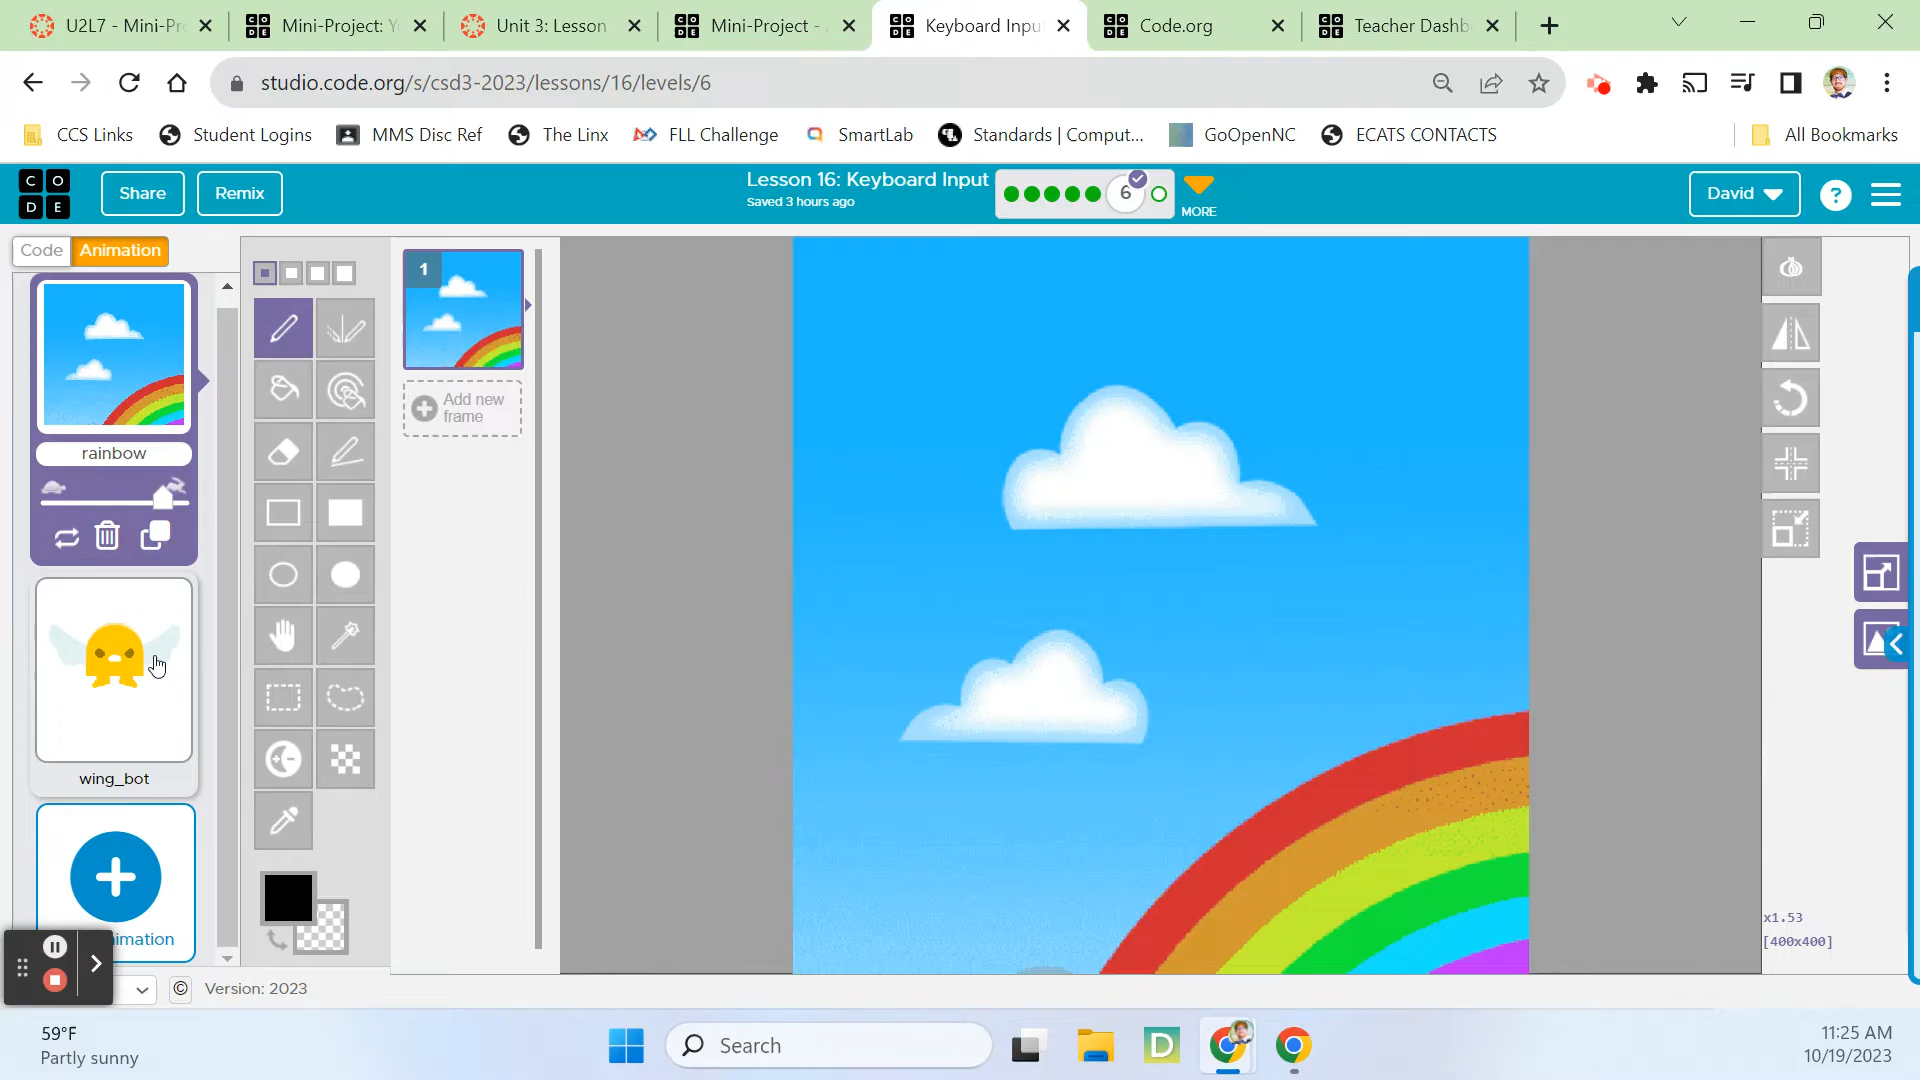 U2L7 - Mini-Pr
Mini-Project: Y
Unit 3: Lesson
Mini-Project -
Keyboard Inpu
Code.org
Teacher Dashb
studio.code.org/s/csd3-2023/lessons/16/levels/6
CCS Links
Student Logins
MMS Disc Ref
The Linx
FLL Challenge
SmartLab
Standards | Comput...
GoOpenNC
ECATS CONTACTS
All Bookmarks
C O
D E
Share
Remix
Lesson 16: Keyboard Input
Saved 3 hours ago
6
MORE
David
?
Code
Animation
1
Add new
frame
rainbow
wing_bot
imation
x1.53
[400x400]
© Version: 2023
59°F
Partly sunny
Search
D
11:25 AM
10/19/2023